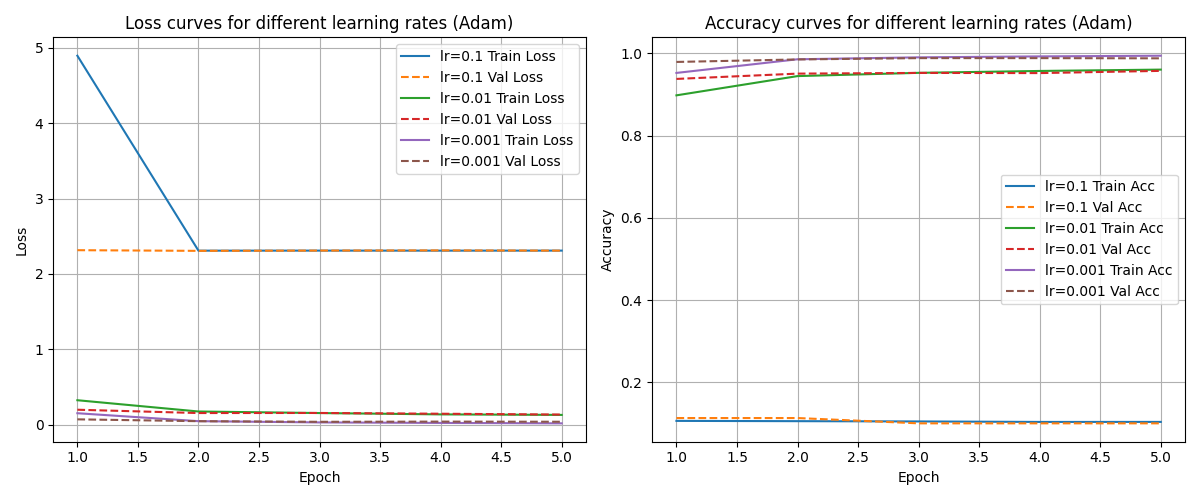 Loss curves for different learning rates (Adam)
5
4
3
2
1
0
Loss
lr=0.1 Train Loss
lr=0.1 Val Loss
lr=0.01 Train Loss
lr=0.01 Val Loss
lr=0.001 Train Loss
lr=0.001 Val Loss
1.0 1.5 2.0 2.5 3.0 3.5 4.0 4.5 5.0
Epoch
Accuracy curves for different learning rates (Adam)
1.0
0.8
0.6
0.4
0.2
Accuracy
lr=0.1 Train Acc
lr=0.1 Val Acc
lr=0.01 Train Acc
lr=0.01 Val Acc
lr=0.001 Train Acc
lr=0.001 Val Acc
1.0 1.5 2.0 2.5 3.0 3.5 4.0 4.5 5.0
Epoch